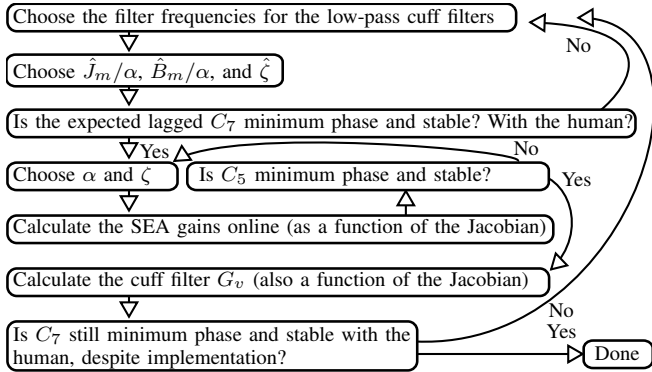 Choose the filter frequencies for the low-pass cuff filters
No
Choose Ĵ_m/α, B̂_m/α, and ζ̂
Is the expected lagged C_7 minimum phase and stable? With the human?
Yes
No
Choose α and ζ
Is C_5 minimum phase and stable?
Yes
Calculate the SEA gains online (as a function of the Jacobian)
Calculate the cuff filter G_v (also a function of the Jacobian)
No
Is C_7 still minimum phase and stable with the
human, despite implementation?
Yes
Done